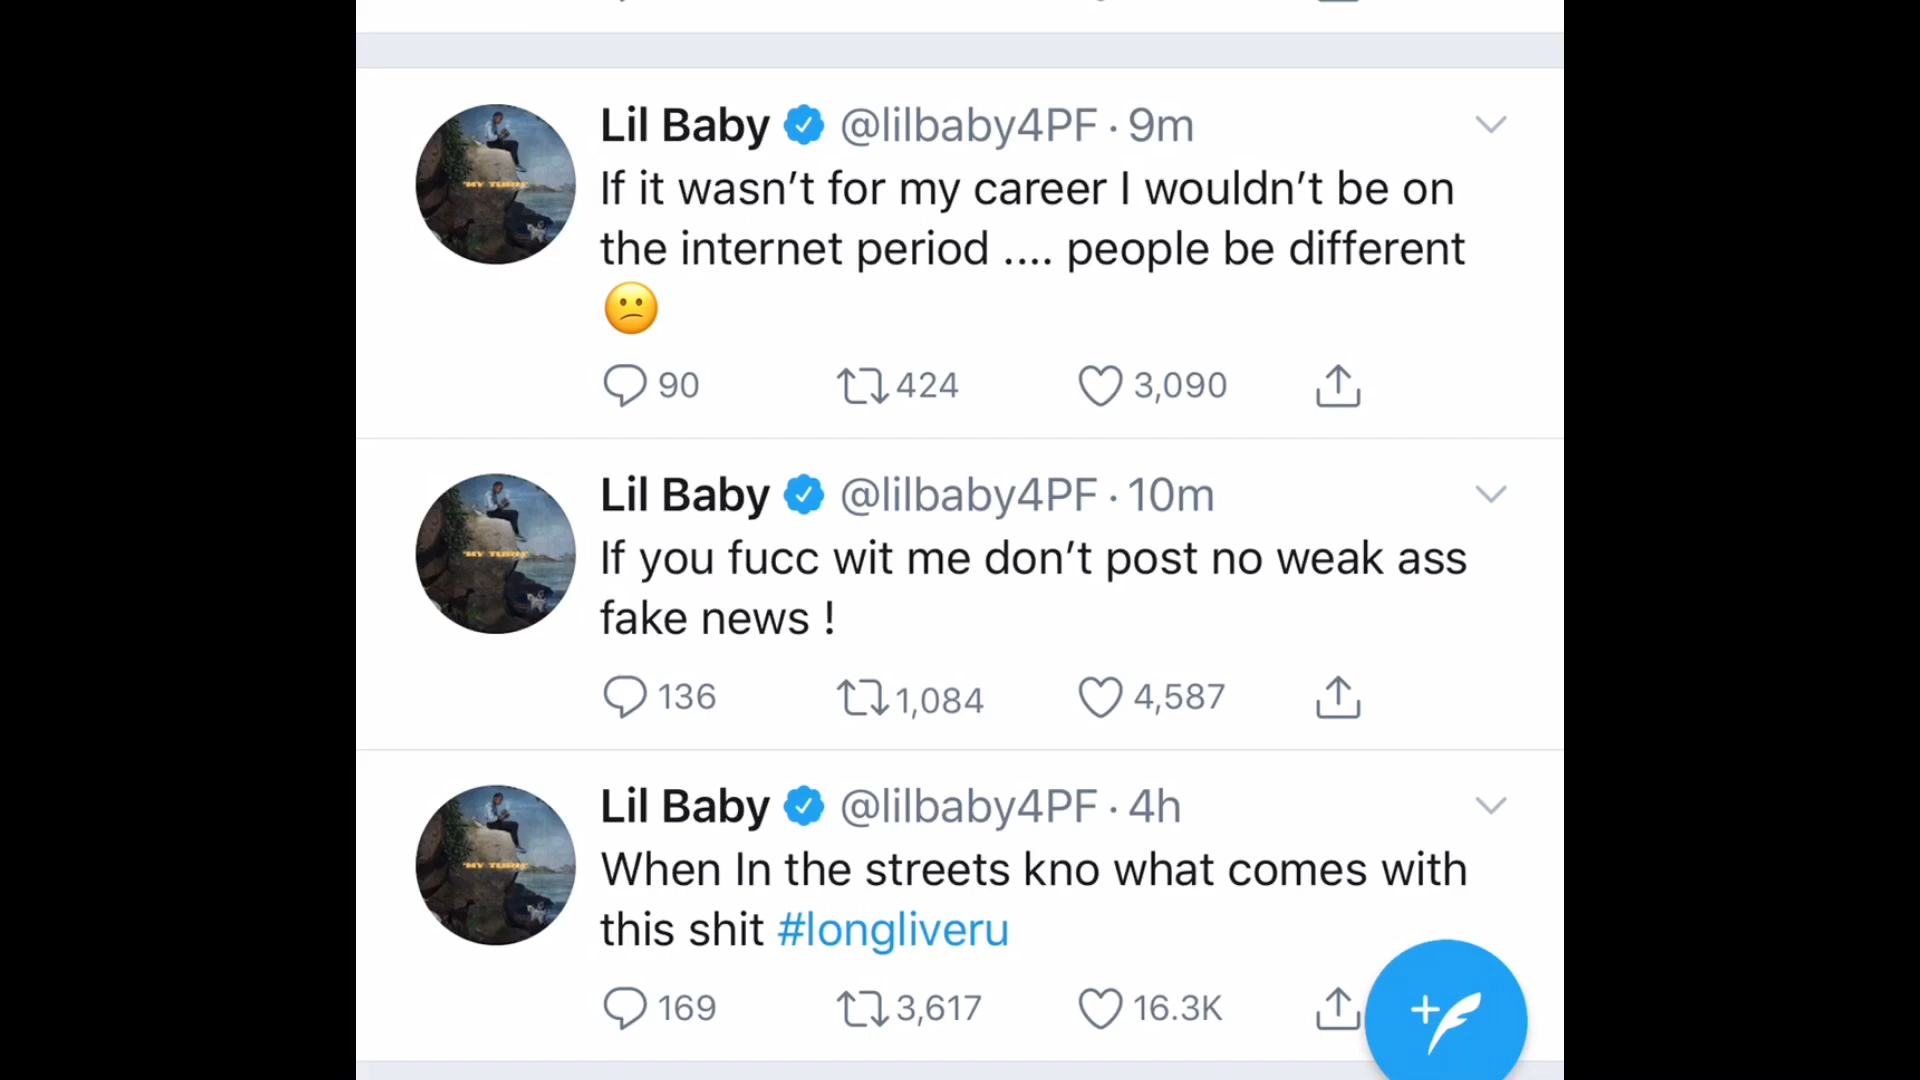 Lil Baby @lilbaby4PF · 9m
If it wasn’t for my career I wouldn’t be on
the internet period .... people be different
😕
90 424 3,090
Lil Baby @lilbaby4PF · 10m
If you fucc wit me don’t post no weak ass
fake news !
136 1,084 4,587
Lil Baby @lilbaby4PF · 4h
When In the streets kno what comes with
this shit #longliveru
169 3,617 16.3K